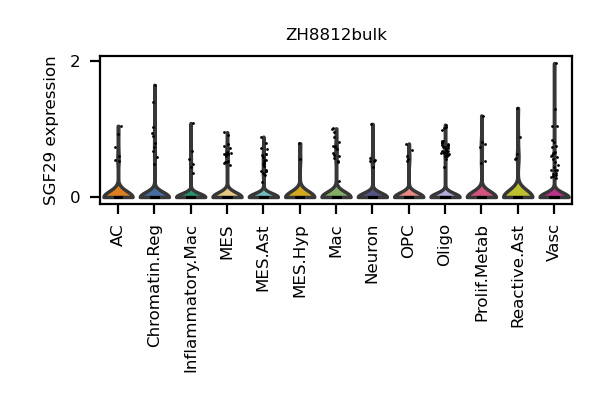 ZH8812bulk
SGF29 expression
2
0
AC
Chromatin.Reg
Inflammatory.Mac
MES
MES.Ast
MES.Hyp
Mac
Neuron
OPC
Oligo
Prolif.Metab
Reactive.Ast
Vasc